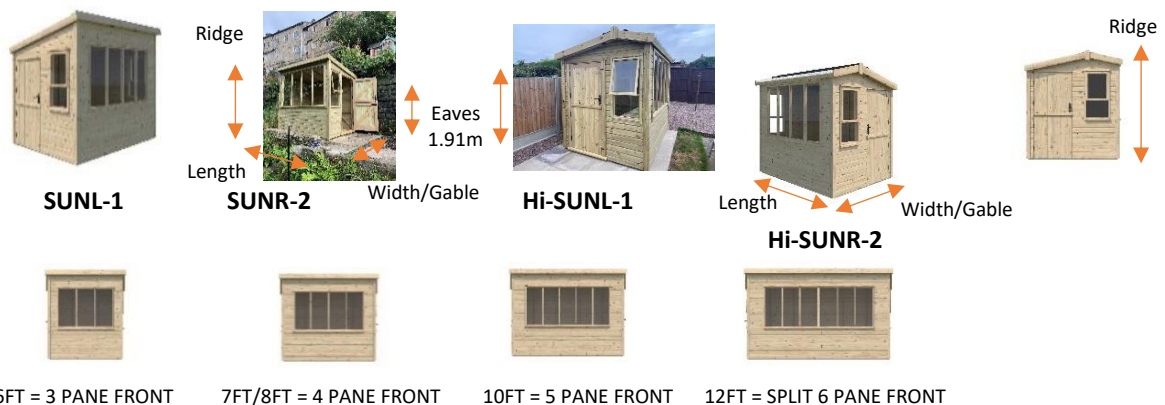 Ridge
Ridge
Eaves
1.91m
Length
Width/Gable
SUNL-1
SUNR-2
Hi-SUNL-1
Length
Width/Gable
Hi-SUNR-2
= 3 PANE FRONT
7FT/8FT = 4 PANE FRONT
10FT = 5 PANE FRONT
12FT = SPLIT 6 PANE FRONT